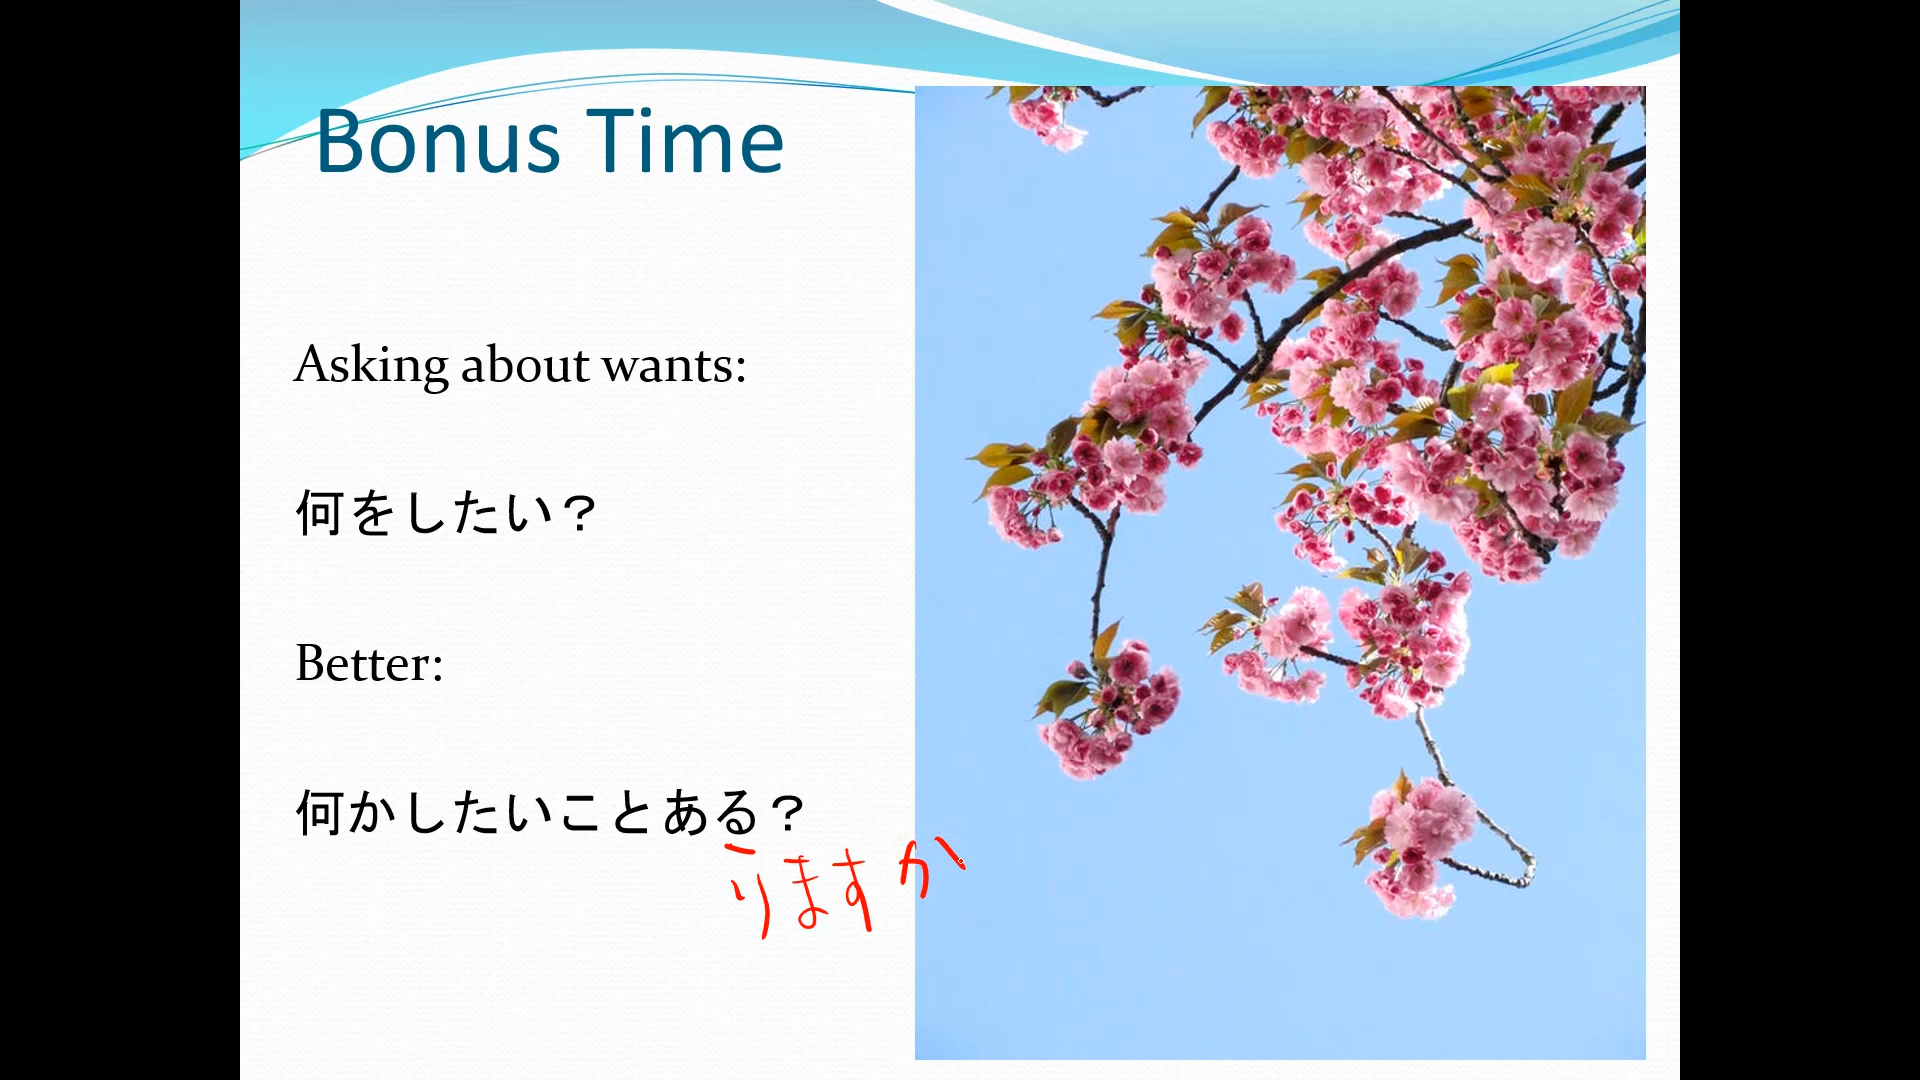 Bonus Time
Asking about wants:
何をしたい？
Better:
何かしたいことある？
りますか